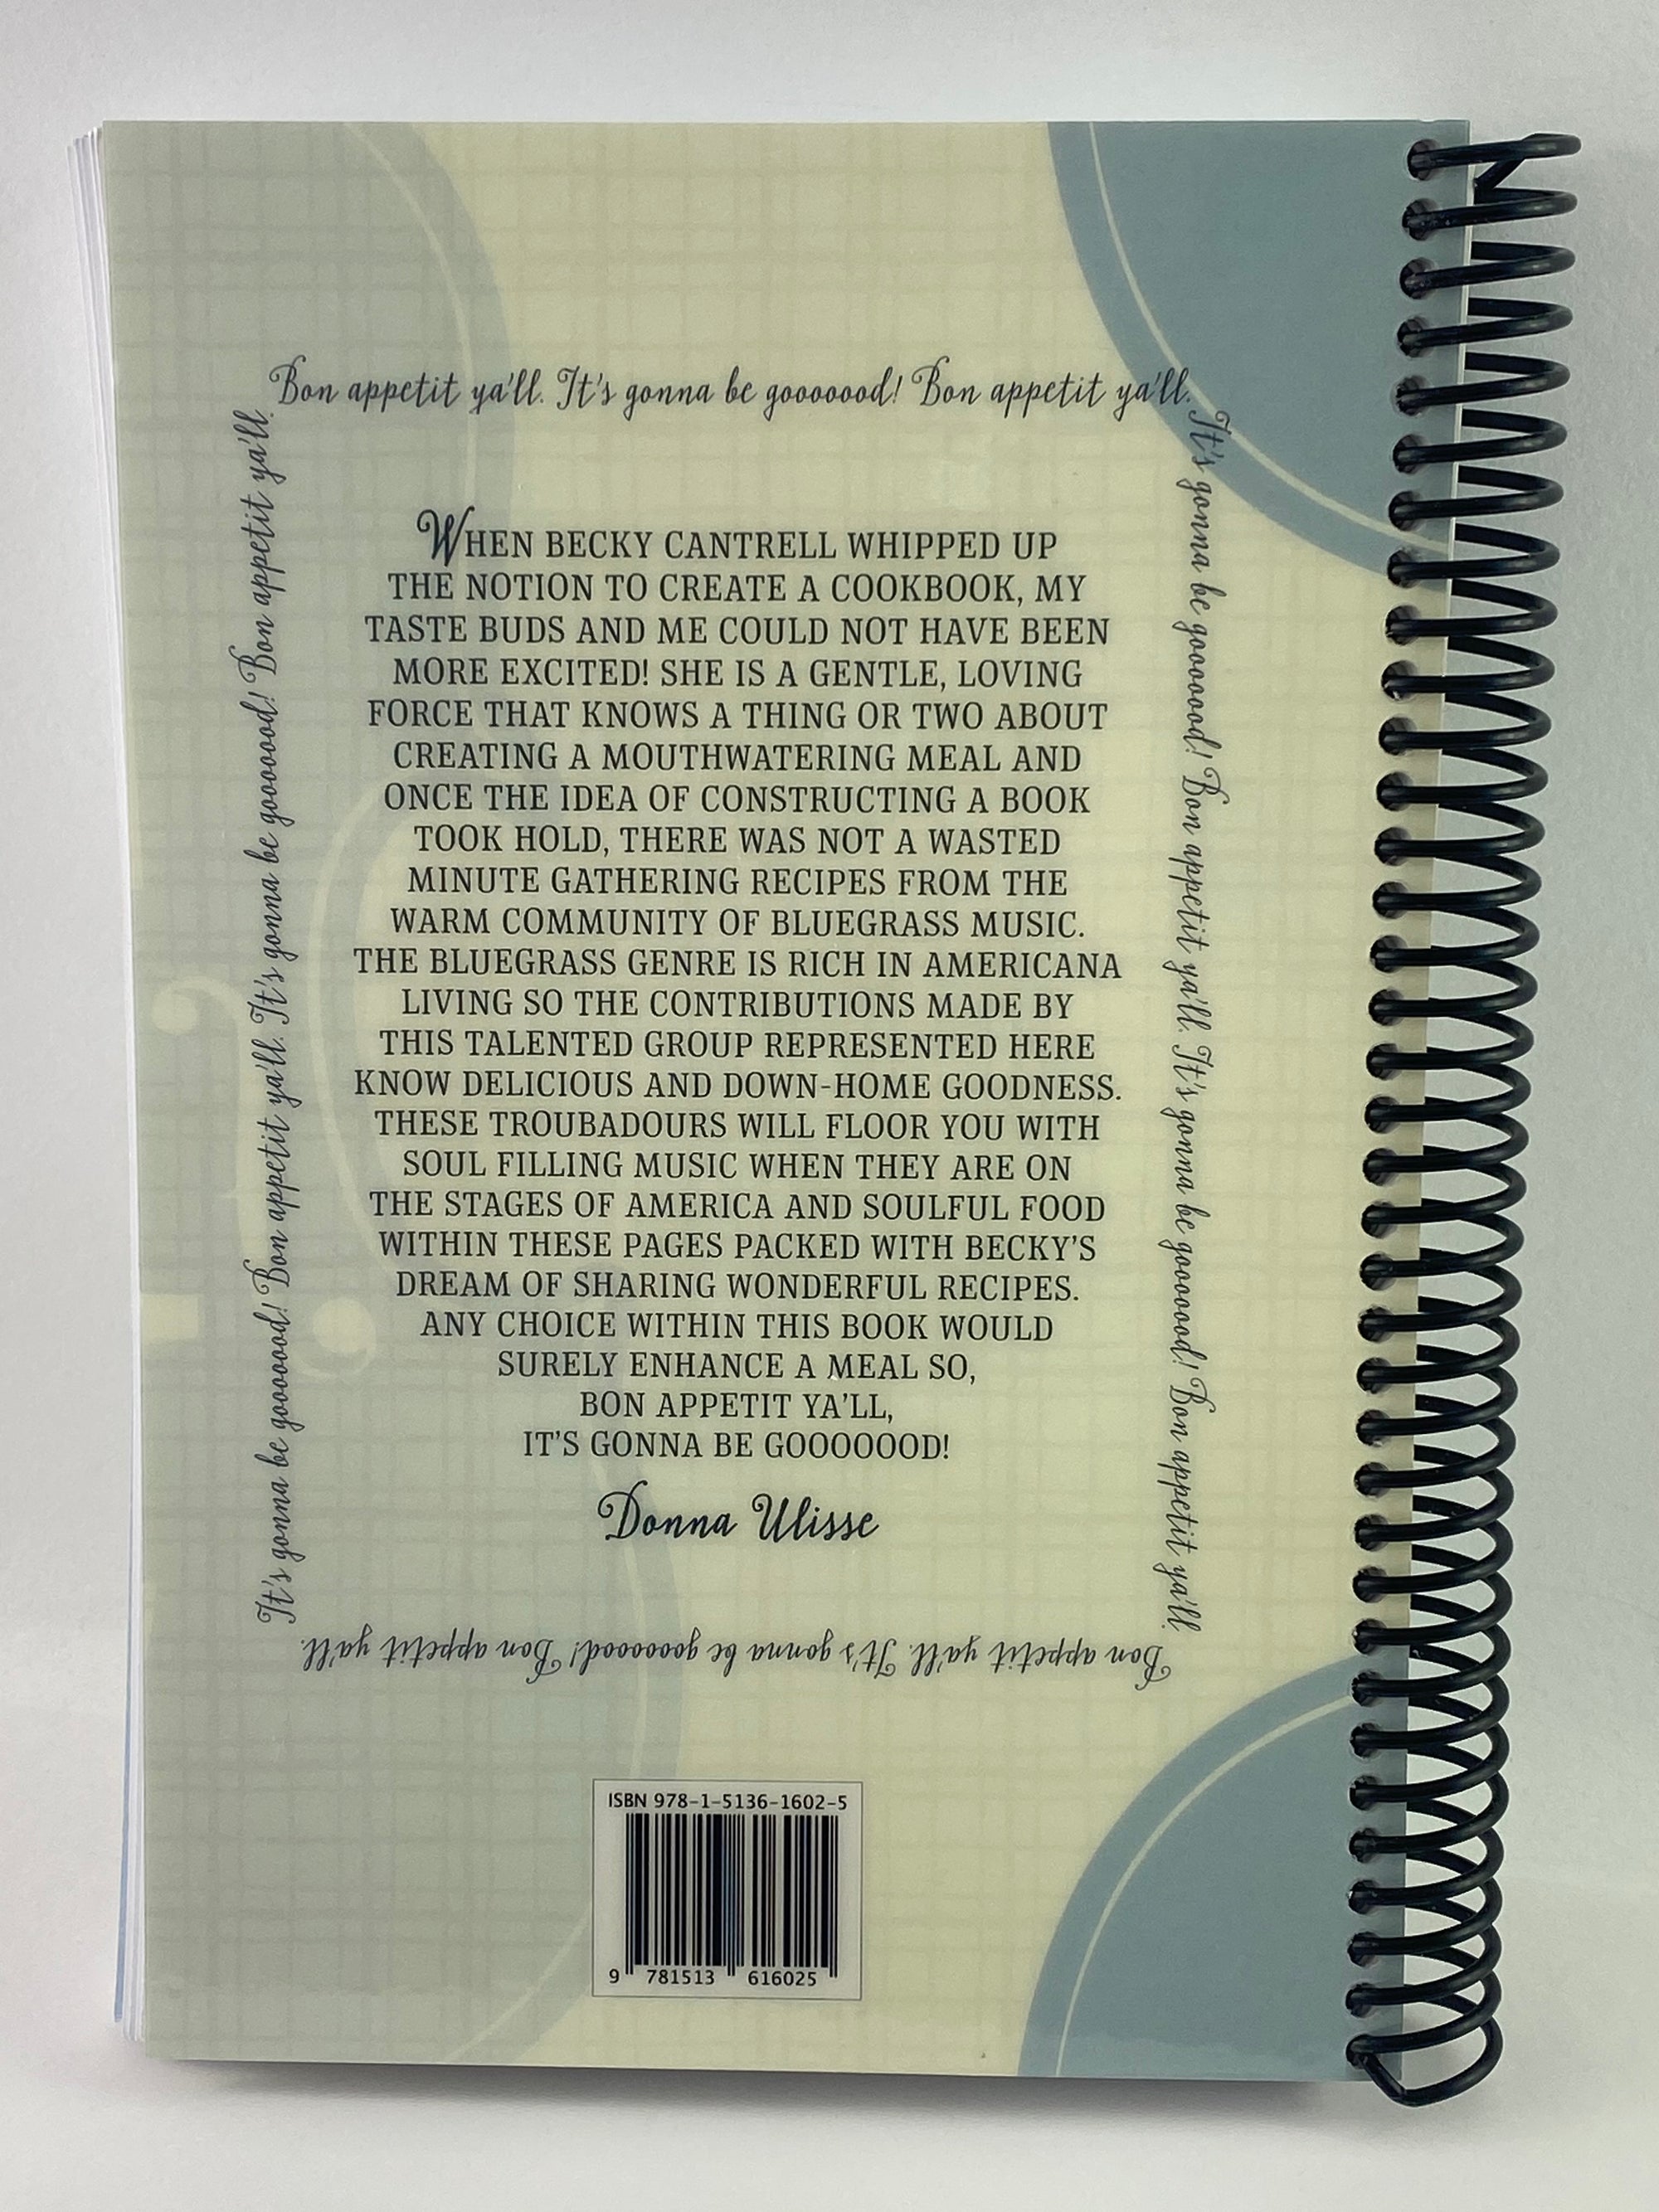 Bon appetit ya'll. It's gonna be gooooood! Bon appetit ya'll.
It's gonna be gooooood! Bon appetit ya'll. It's gonna be gooooood! Bon appetit ya'll.
WHEN BECKY CANTRELL WHIPPED UP
THE NOTION TO CREATE A COOKBOOK, MY
TASTE BUDS AND ME COULD NOT HAVE BEEN
MORE EXCITED! SHE IS A GENTLE, LOVING
FORCE THAT KNOWS A THING OR TWO ABOUT
CREATING A MOUTHWATERING MEAL AND
ONCE THE IDEA OF CONSTRUCTING A BOOK
TOOK HOLD, THERE WAS NOT A WASTED
MINUTE GATHERING RECIPES FROM THE
WARM COMMUNITY OF BLUEGRASS MUSIC.
THE BLUEGRASS GENRE IS RICH IN AMERICANA
LIVING SO THE CONTRIBUTIONS MADE BY
THIS TALENTED GROUP REPRESENTED HERE
KNOW DELICIOUS AND DOWN-HOME GOODNESS.
THESE TROUBADOURS WILL FLOOR YOU WITH
SOUL FILLING MUSIC WHEN THEY ARE ON
THE STAGES OF AMERICA AND SOULFUL FOOD
WITHIN THESE PAGES PACKED WITH BECKY'S
DREAM OF SHARING WONDERFUL RECIPES.
ANY CHOICE WITHIN THIS BOOK WOULD
SURELY ENHANCE A MEAL SO,
BON APPETIT YA'LL,
IT'S GONNA BE GOOOOOOD!
Donna Ulisse
Bon appetit ya'll. It's gonna be gooooood! Bon appetit ya'll.
It's gonna be gooooood! Bon appetit ya'll. It's gonna be gooooood! Bon appetit ya'll.
ISBN 978-1-5136-1602-5
9 781513 616025